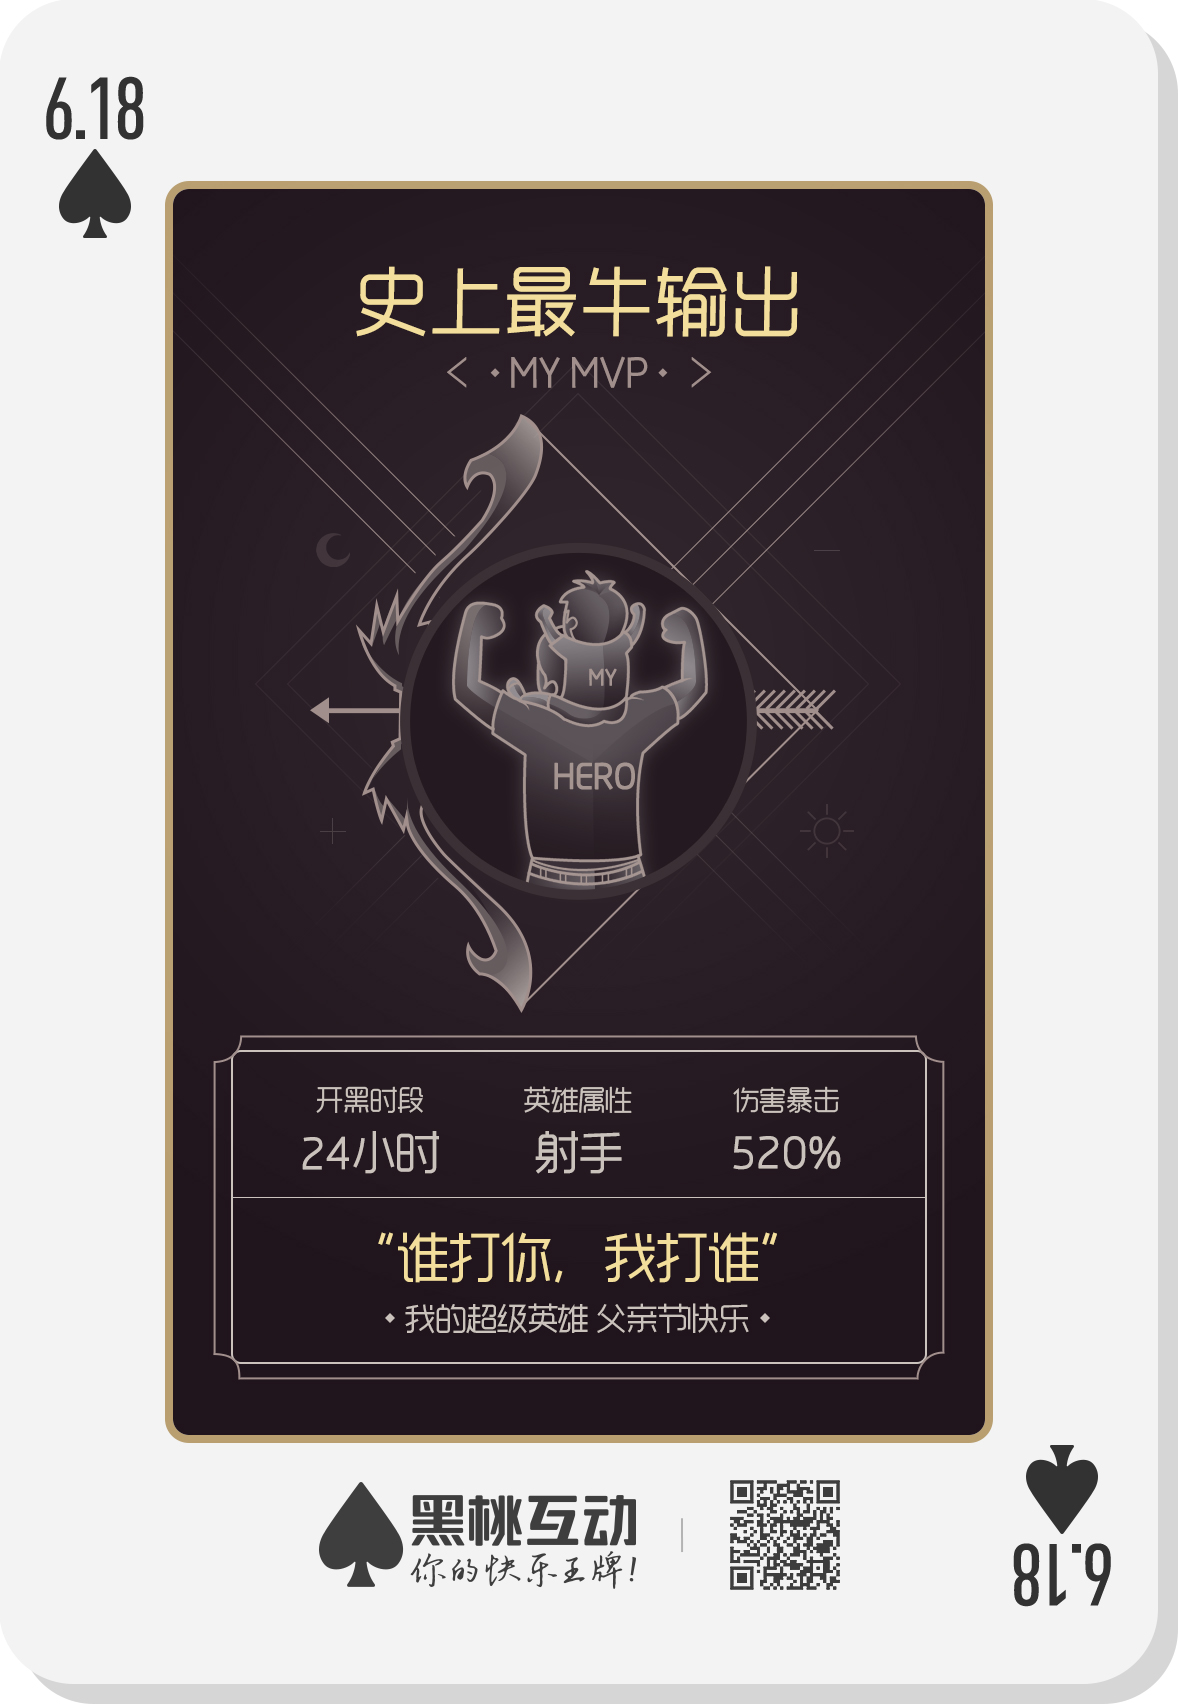 6.18
史上最牛输出
< · MY MVP · >
MY
HERO
开黑时段 英雄属性 伤害暴击
24小时 射手 520%
“谁打你，我打谁”
· 我的超级英雄 父亲节快乐 ·
黑桃互动
你的快乐王牌!
6.18